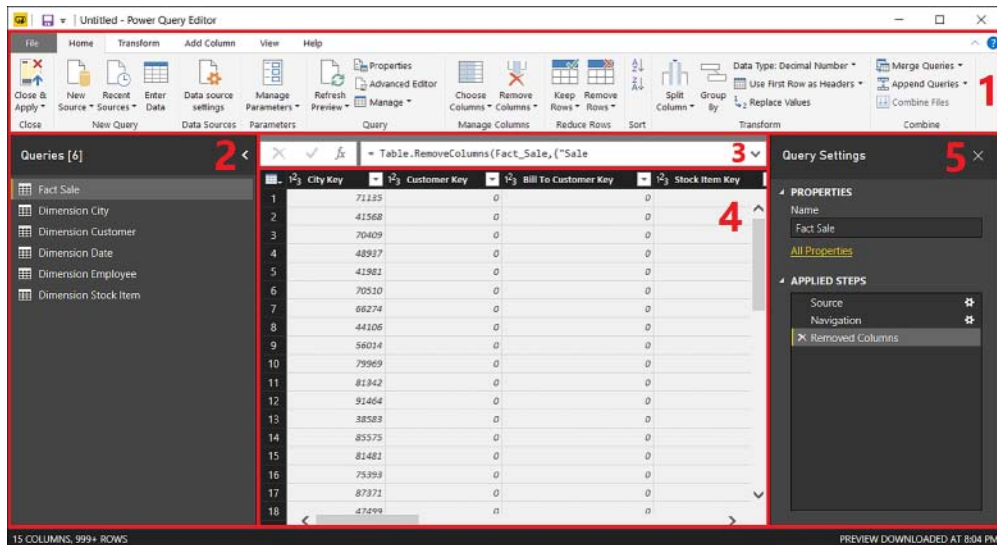 Untitled - Power Query Editor
File Home Transform Add Column View Help
Close & Apply
New Source
Recent Sources
Enter Data
Data source settings
Manage Parameters
Refresh Preview
Properties
Advanced Editor
Manage
Choose Columns
Remove Columns
Keep Rows
Remove Rows
Split Column
Group By
Data Type: Decimal Number
Use First Row as Headers
Replace Values
Merge Queries
Append Queries
Combine Files
1
Close New Query Data Sources Parameters Query Manage Columns Reduce Rows Sort Transform Combine
Queries [6] 2
Fact Sale
Dimension City
Dimension Customer
Dimension Date
Dimension Employee
Dimension Stock Item
fx = Table.RemoveColumns(Fact_Sale,{"Sale 3
1²3 City Key 1²3 Customer Key 1²3 Bill To Customer Key 1²3 Stock Item Key
4
1 71135 0 0
2 41568 0 0
3 70409 0 0
4 48937 0 0
5 41981 0 0
6 70510 0 0
7 66274 0 0
8 44106 0 0
9 56014 0 0
10 79969 0 0
11 81342 0 0
12 91464 0 0
13 38583 0 0
14 85575 0 0
15 81481 0 0
16 75393 0 0
17 87371 0 0
18 47499 0 0
Query Settings 5
PROPERTIES
Name
Fact Sale
All Properties
APPLIED STEPS
Source
Navigation
Removed Columns
15 COLUMNS, 999+ ROWS
PREVIEW DOWNLOADED AT 8:04 PM